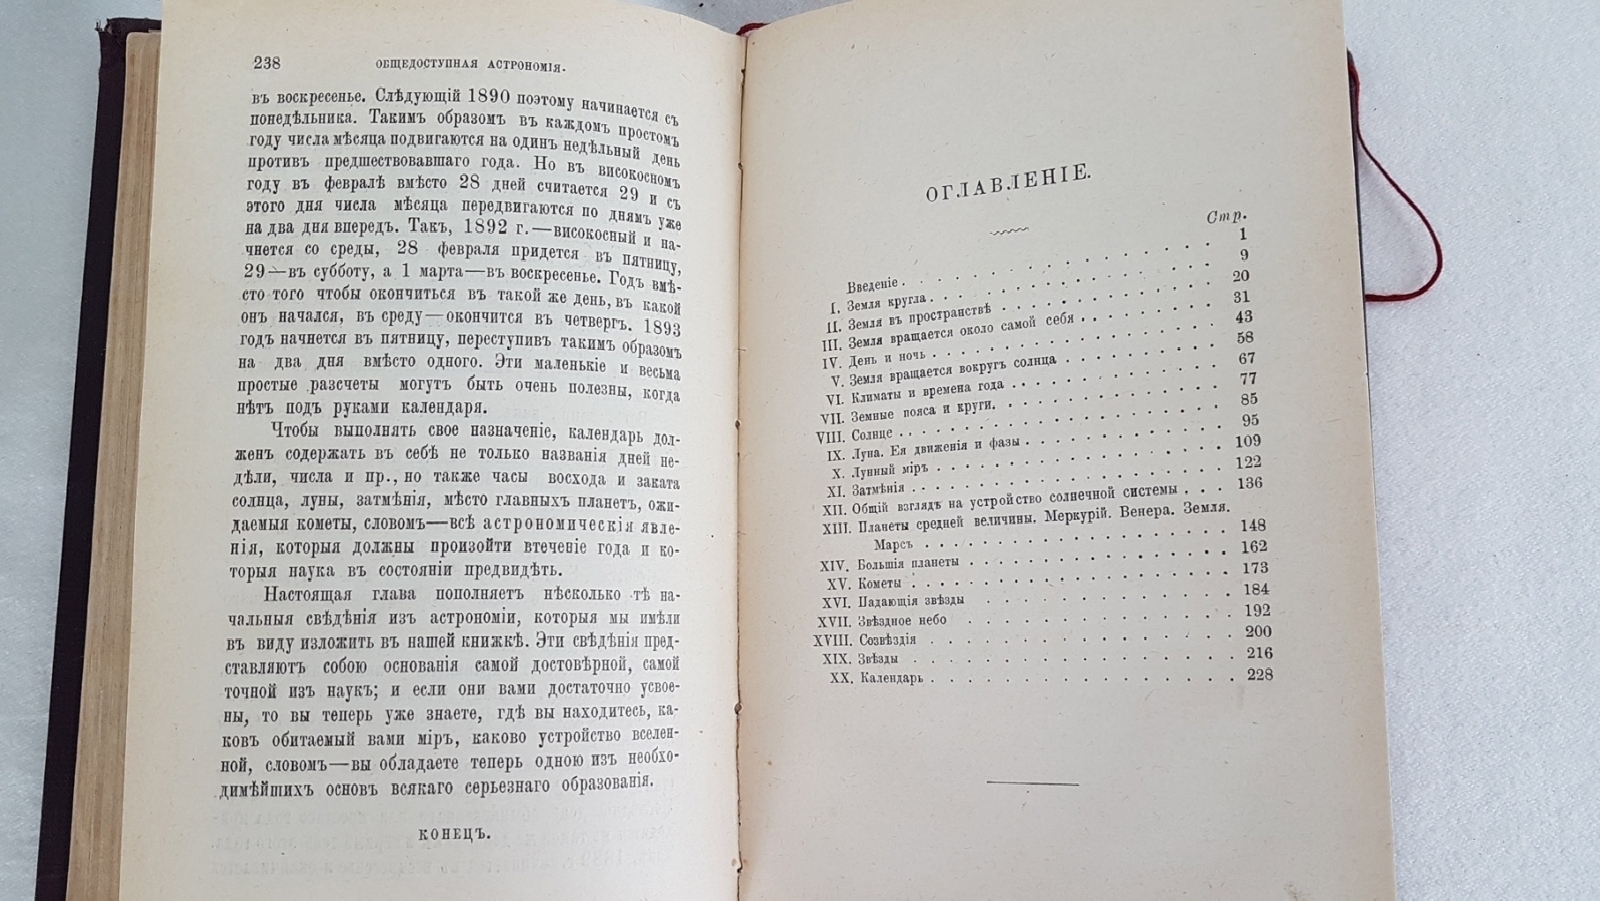 238
ОБЩЕДОСТУПНАЯ АСТРОНОМІЯ.
въ воскресенье. Слѣдующій 1890 поэтому начинается съ
понедѣльника. Такимъ образомъ въ каждомъ простомъ
году числа мѣсяца подвигаются на одинъ недѣльный день
противъ предшествовавшаго года. Но въ високосномъ
году въ февралѣ вмѣсто 28 дней считается 29 и съ
этого дня числа мѣсяца передвигаются по днямъ уже
на два дня впередъ. Такъ, 1892 г.—високосный и на-
чнется со среды, 28 февраля придется въ пятницу,
29—въ субботу, а 1 марта—въ воскресенье. Годъ вмѣ-
сто того чтобы окончиться въ такой же день, въ какой
онъ начался, въ среду—окончится въ четвергъ. 1893
годъ начнется въ пятницу, переступивъ такимъ образомъ
на два дня вмѣсто одного. Эти маленькіе и весьма
простые разсчеты могутъ быть очень полезны, когда
нѣтъ подъ руками календаря.
Чтобы выполнять свое назначеніе, календарь дол-
женъ содержать въ себѣ не только названія дней не-
дѣли, числа и пр., но также часы восхода и заката
солнца, луны, затмѣнія, мѣсто главныхъ планетъ, ожи-
даемыя кометы, словомъ—всѣ астрономическія явле-
нія, которыя должны произойти втеченіе года и ко-
торыя наука въ состояніи предвидѣть.
Настоящая глава пополняетъ нѣсколько тѣ на-
чальныя свѣдѣнія изъ астрономіи, которыя мы имѣли
въ виду изложить въ нашей книжкѣ. Эти свѣдѣнія пред-
ставляютъ собою основанія самой достовѣрной, самой
точной изъ наукъ; и если они вами достаточно усвое-
ны, то вы теперь уже знаете, гдѣ вы находитесь, ка-
ковъ обитаемый вами міръ, каково устройство вселен-
ной, словомъ—вы обладаете теперь одною изъ необхо-
димѣйшихъ основъ всякаго серьезнаго образованія.
КОНЕЦЪ.
ОГЛАВЛЕНІЕ.
Стр.
Введеніе . . . 1
I. Земля кругла . . . 9
II. Земля въ пространствѣ . . . 20
III. Земля вращается около самой себя . . . 31
IV. День и ночь . . . 43
V. Земля вращается вокругъ солнца . . . 58
VI. Климаты и времена года . . . 67
VII. Земные пояса и круги . . . 77
VIII. Солнце . . . 85
IX. Луна. Ея движенія и фазы . . . 95
X. Лунный міръ . . . 109
XI. Затмѣнія . . . 122
XII. Общій взглядъ на устройство солнечной системы . . . 136
XIII. Планеты средней величины. Меркурій. Венера. Земля.
Марсъ . . . 148
XIV. Большія планеты . . . 162
XV. Кометы . . . 173
XVI. Падающія звѣзды . . . 184
XVII. Звѣздное небо . . . 192
XVIII. Созвѣздія . . . 200
XIX. Звѣзды . . . 216
XX. Календарь . . . 228